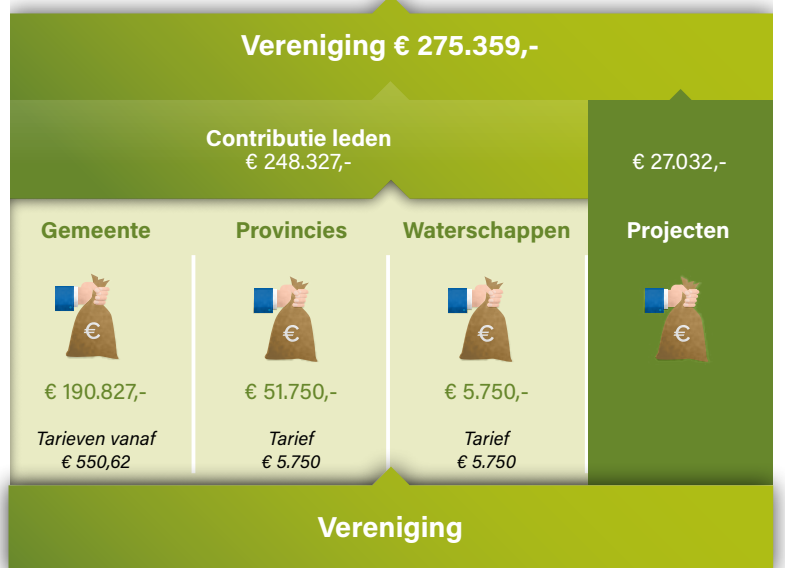 Vereniging € 275.359,-
Contributie leden
€ 248.327,-
€ 27.032,-
Gemeente
Provincies
Waterschappen
Projecten
€
€
€
€
€ 190.827,-
€ 51.750,-
€ 5.750,-
Tarieven vanaf
€ 550,62
Tarief
€ 5.750
Tarief
€ 5.750
Vereniging